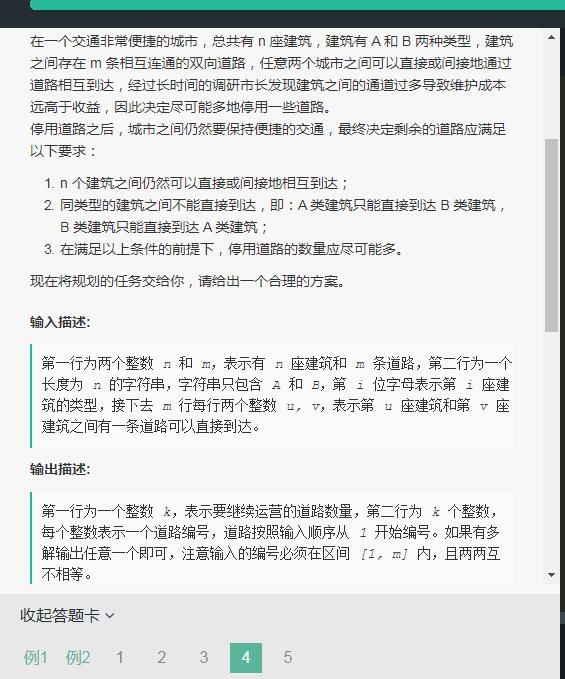 在一个交通非常便捷的城市，总共有 n 座建筑，建筑有 A 和 B 两种类型，建筑
之间存在 m 条相互连通的双向道路，任意两个城市之间可以直接或间接地通过
道路相互到达，经过长时间的调研市长发现建筑之间的通道过多导致维护成本
远高于收益，因此决定尽可能多地停用一些道路。
停用道路之后，城市之间仍然要保持便捷的交通，最终决定剩余的道路应满足
以下要求：
1. n 个建筑之间仍然可以直接或间接地相互到达；
2. 同类型的建筑之间不能直接到达，即：A 类建筑只能直接到达 B 类建筑，
B 类建筑只能直接到达 A 类建筑；
3. 在满足以上条件的前提下，停用道路的数量应尽可能多。
现在将规划的任务交给你，请给出一个合理的方案。
输入描述:
第一行为两个整数 n 和 m，表示有 n 座建筑和 m 条道路，第二行为一个
长度为 n 的字符串，字符串只包含 A 和 B，第 i 位字母表示第 i 座建
筑的类型，接下去 m 行每行两个整数 u, v，表示第 u 座建筑和第 v 座
建筑之间有一条道路可以直接到达。
输出描述:
第一行为一个整数 k，表示要继续运营的道路数量，第二行为 k 个整数，
每个整数表示一个道路编号，道路按照输入顺序从 1 开始编号。如果有多
解输出任意一个即可，注意输入的编号必须在区间 [1, m] 内，且两两互
不相等。
收起答题卡
例1 例2 1 2 3 4 5